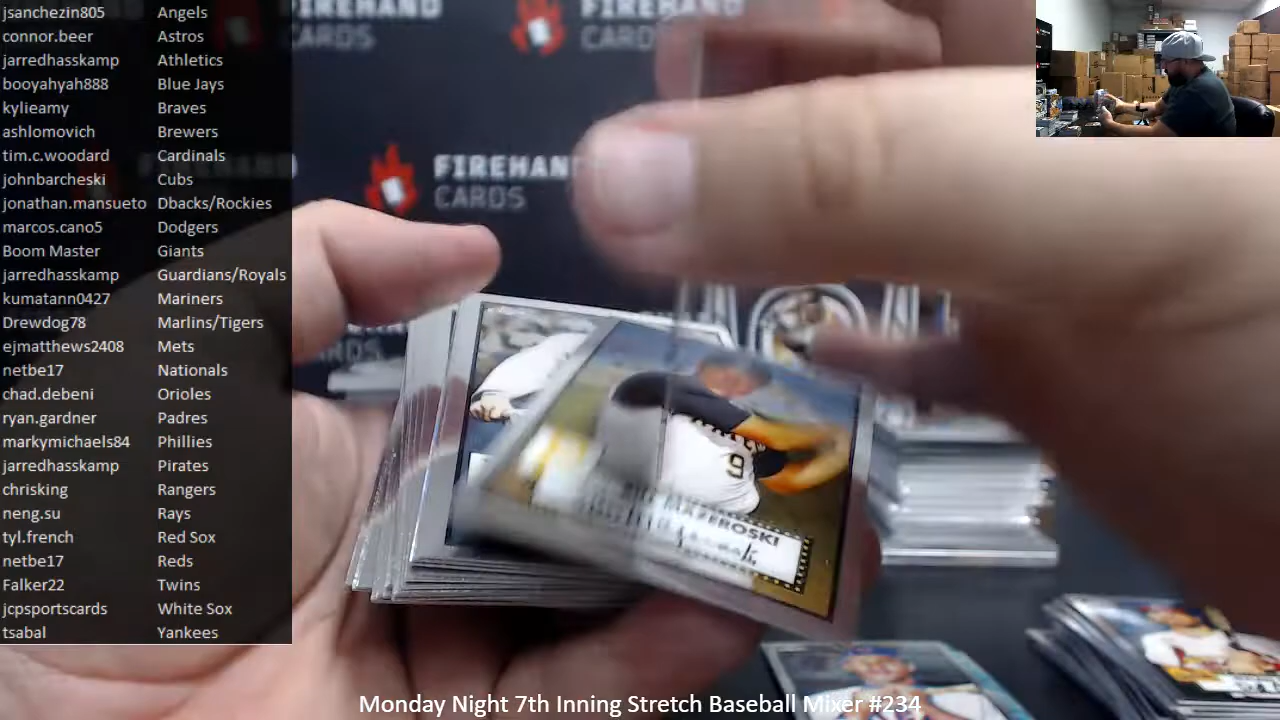 jsanchezin805 Angels
connor.beer Astros
jarredhasskamp Athletics
booyahyah888 Blue Jays
kylieamy Braves
ashlomovich Brewers
tim.c.woodard Cardinals
johnbarcheski Cubs
jonathan.mansueto Dbacks/Rockies
marcos.cano5 Dodgers
Boom Master Giants
jarredhasskamp Guardians/Royals
kumatann0427 Mariners
Drewdog78 Marlins/Tigers
ejmatthews2408 Mets
netbe17 Nationals
chad.debeni Orioles
ryan.gardner Padres
markymichaels84 Phillies
jarredhasskamp Pirates
chrisking Rangers
neng.su Rays
tyl.french Red Sox
netbe17 Reds
Falker22 Twins
jcpsportscards White Sox
tsabal Yankees
FIREHAND
CARDS
9
MAZEROSKI
Monday Night 7th Inning Stretch Baseball Mixer #234